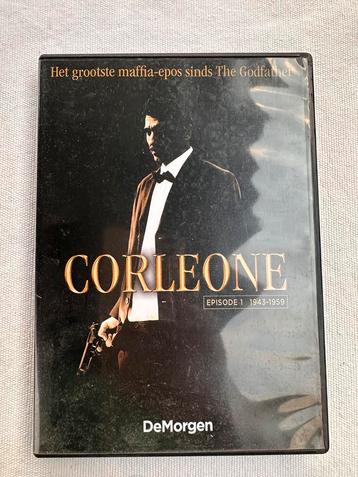 Het grootste maffia-epos sinds The Godfather
CORLEONE
EPISODE 1 1943-1959
DeMorgen